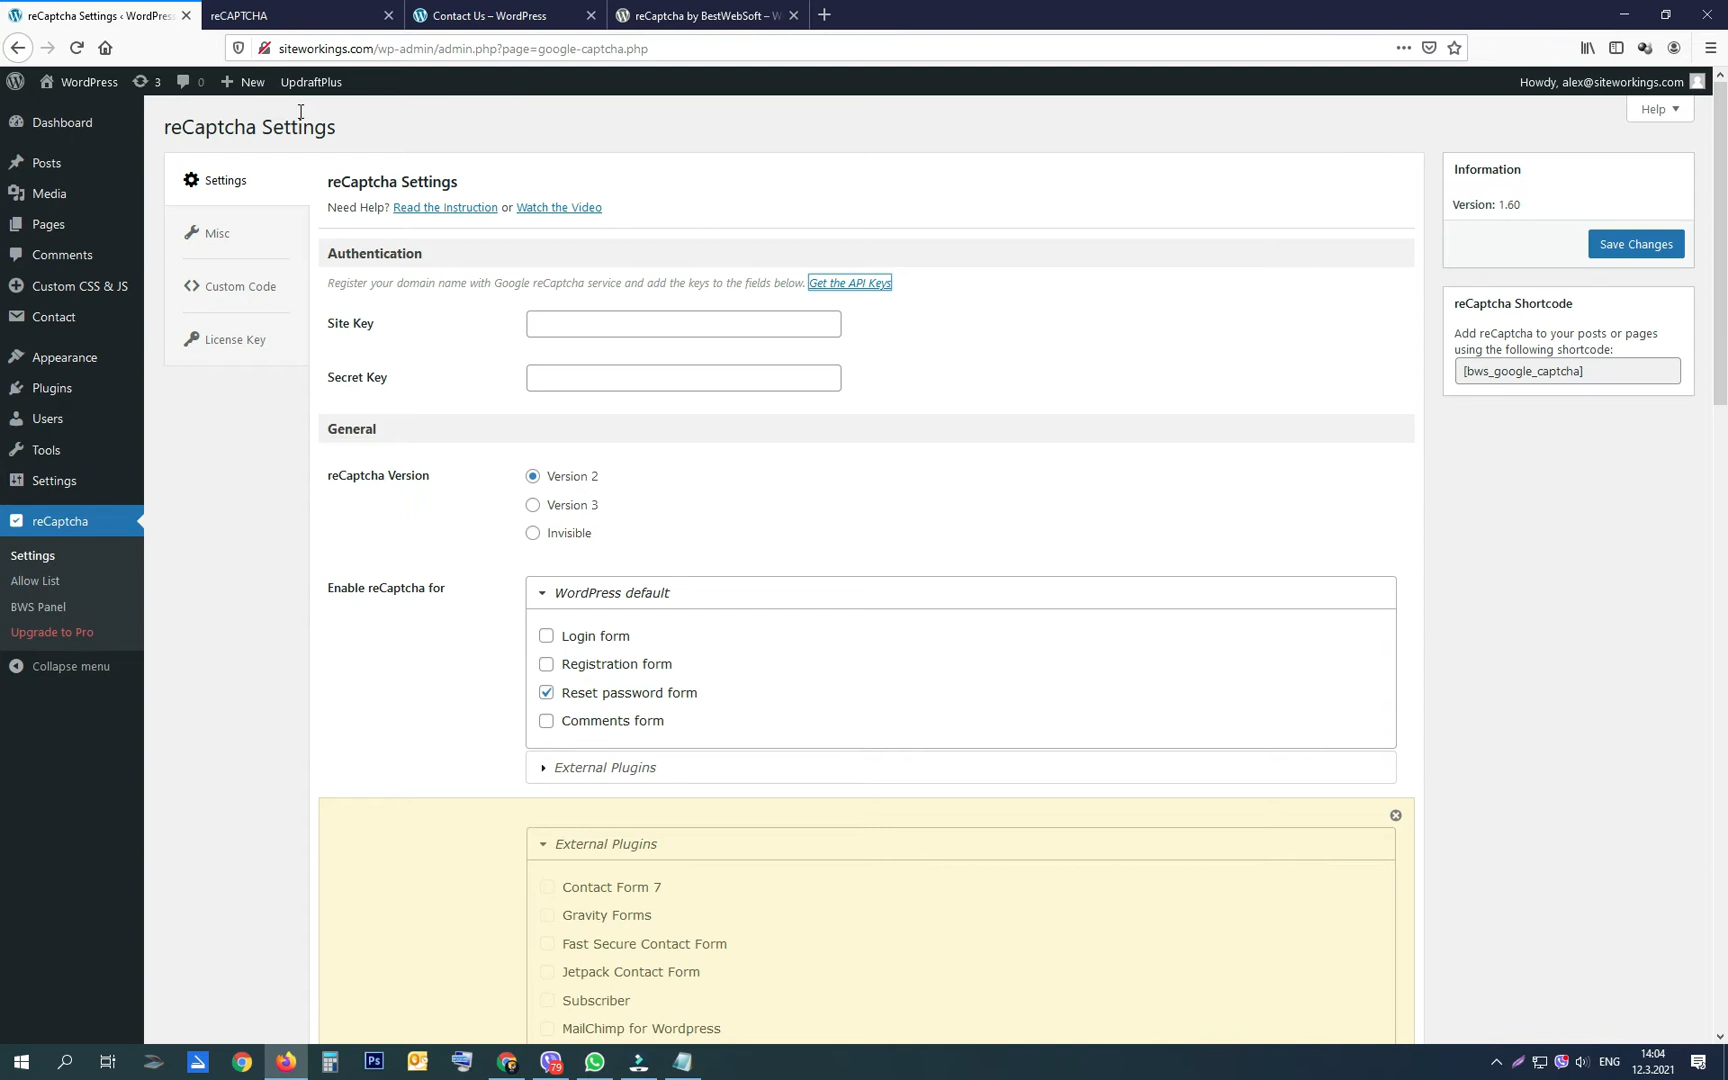 reCaptcha Settings ‹ WordPress
reCAPTCHA
Contact Us – WordPress
reCaptcha by BestWebSoft – W
siteworkings.com/wp-admin/admin.php?page=google-captcha.php
WordPress
3
0
New
UpdraftPlus
Howdy, alex@siteworkings.com
Dashboard
Posts
Media
Pages
Comments
Custom CSS & JS
Contact
Appearance
Plugins
Users
Tools
Settings
reCaptcha
Settings
Allow List
BWS Panel
Upgrade to Pro
Collapse menu
reCaptcha Settings
Help
Settings
Misc
Custom Code
License Key
reCaptcha Settings
Need Help? Read the Instruction or Watch the Video
Authentication
Register your domain name with Google reCaptcha service and add the keys to the fields below. Get the API Keys
Site Key
Secret Key
General
reCaptcha Version
Version 2
Version 3
Invisible
Enable reCaptcha for
WordPress default
Login form
Registration form
Reset password form
Comments form
External Plugins
External Plugins
Contact Form 7
Gravity Forms
Fast Secure Contact Form
Jetpack Contact Form
Subscriber
MailChimp for Wordpress
Information
Version: 1.60
Save Changes
reCaptcha Shortcode
Add reCaptcha to your posts or pages
using the following shortcode:
[bws_google_captcha]
Ps
79
ENG
14:04
12.3.2021